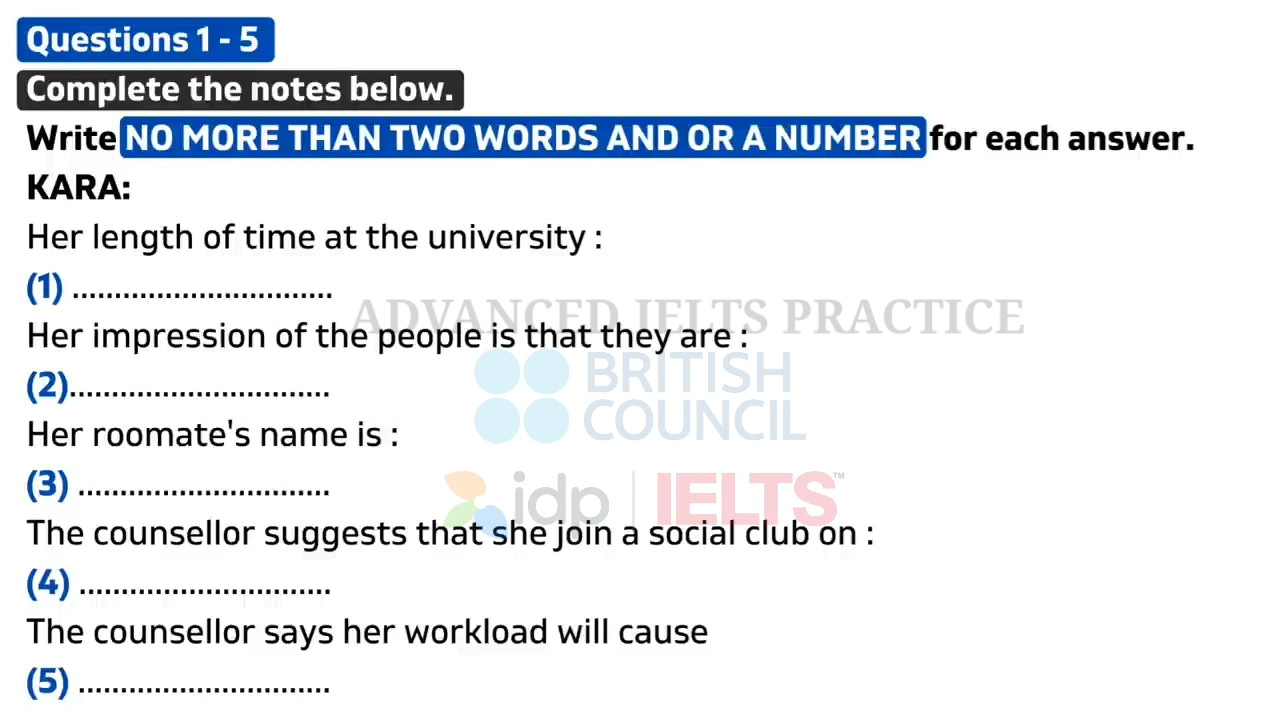 Questions 1 - 5
Complete the notes below.
Write NO MORE THAN TWO WORDS AND OR A NUMBER for each answer.
KARA:
Her length of time at the university :
(1) ...............................
ADVANCED IELTS PRACTICE
Her impression of the people is that they are :
(2)...............................
BRITISH
COUNCIL
Her roomate's name is :
(3) ..............................
idp | IELTS™
The counsellor suggests that she join a social club on :
(4) ..............................
The counsellor says her workload will cause
(5) ..............................